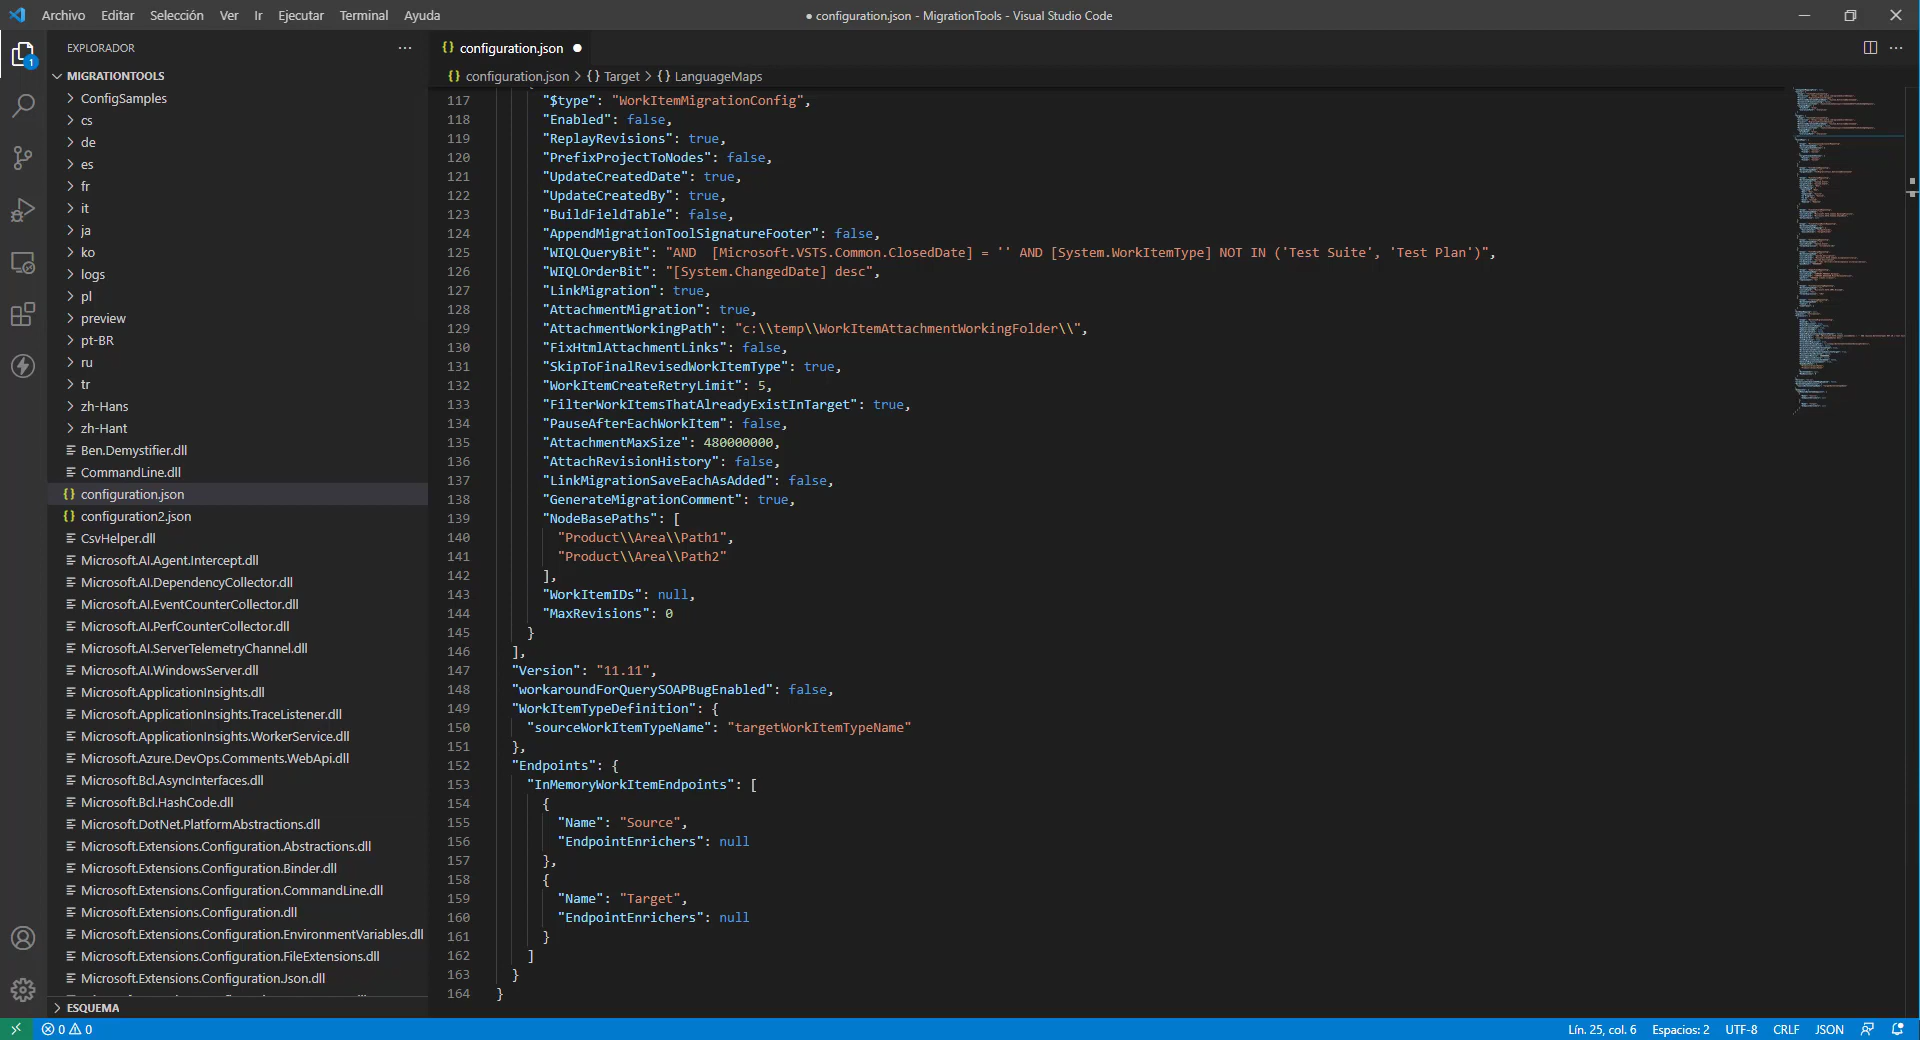 Archivo Editar Selección Ver Ir Ejecutar Terminal Ayuda
● configuration.json - MigrationTools - Visual Studio Code
EXPLORADOR
MIGRATIONTOOLS
ConfigSamples
cs
de
es
fr
it
ja
ko
logs
pl
preview
pt-BR
ru
tr
zh-Hans
zh-Hant
Ben.Demystifier.dll
CommandLine.dll
configuration.json
configuration2.json
CsvHelper.dll
Microsoft.AI.Agent.Intercept.dll
Microsoft.AI.DependencyCollector.dll
Microsoft.AI.EventCounterCollector.dll
Microsoft.AI.PerfCounterCollector.dll
Microsoft.AI.ServerTelemetryChannel.dll
Microsoft.AI.WindowsServer.dll
Microsoft.ApplicationInsights.dll
Microsoft.ApplicationInsights.TraceListener.dll
Microsoft.ApplicationInsights.WorkerService.dll
Microsoft.Azure.DevOps.Comments.WebApi.dll
Microsoft.Bcl.AsyncInterfaces.dll
Microsoft.Bcl.HashCode.dll
Microsoft.DotNet.PlatformAbstractions.dll
Microsoft.Extensions.Configuration.Abstractions.dll
Microsoft.Extensions.Configuration.Binder.dll
Microsoft.Extensions.Configuration.CommandLine.dll
Microsoft.Extensions.Configuration.dll
Microsoft.Extensions.Configuration.EnvironmentVariables.dll
Microsoft.Extensions.Configuration.FileExtensions.dll
Microsoft.Extensions.Configuration.Json.dll
ESQUEMA
{} configuration.json ●
{} configuration.json > {} Target > {} LanguageMaps
117 "$type": "WorkItemMigrationConfig",
118 "Enabled": false,
119 "ReplayRevisions": true,
120 "PrefixProjectToNodes": false,
121 "UpdateCreatedDate": true,
122 "UpdateCreatedBy": true,
123 "BuildFieldTable": false,
124 "AppendMigrationToolSignatureFooter": false,
125 "WIQLQueryBit": "AND  [Microsoft.VSTS.Common.ClosedDate] = '' AND [System.WorkItemType] NOT IN ('Test Suite', 'Test Plan')",
126 "WIQLOrderBit": "[System.ChangedDate] desc",
127 "LinkMigration": true,
128 "AttachmentMigration": true,
129 "AttachmentWorkingPath": "c:\\temp\\WorkItemAttachmentWorkingFolder\\",
130 "FixHtmlAttachmentLinks": false,
131 "SkipToFinalRevisedWorkItemType": true,
132 "WorkItemCreateRetryLimit": 5,
133 "FilterWorkItemsThatAlreadyExistInTarget": true,
134 "PauseAfterEachWorkItem": false,
135 "AttachmentMaxSize": 480000000,
136 "AttachRevisionHistory": false,
137 "LinkMigrationSaveEachAsAdded": false,
138 "GenerateMigrationComment": true,
139 "NodeBasePaths": [
140 "Product\\Area\\Path1",
141 "Product\\Area\\Path2"
142 ],
143 "WorkItemIDs": null,
144 "MaxRevisions": 0
145 }
146 ],
147 "Version": "11.11",
148 "workaroundForQuerySOAPBugEnabled": false,
149 "WorkItemTypeDefinition": {
150 "sourceWorkItemTypeName": "targetWorkItemTypeName"
151 },
152 "Endpoints": {
153 "InMemoryWorkItemEndpoints": [
154 {
155 "Name": "Source",
156 "EndpointEnrichers": null
157 },
158 {
159 "Name": "Target",
160 "EndpointEnrichers": null
161 }
162 ]
163 }
164 }
0 0 Lín. 25, col. 6 Espacios: 2 UTF-8 CRLF JSON